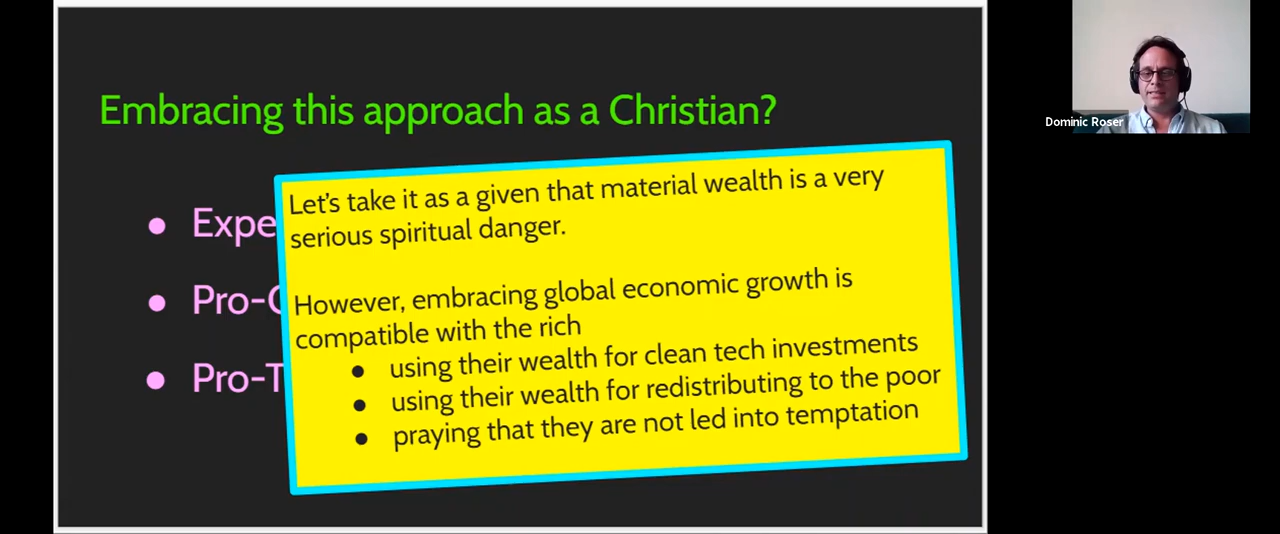 Embracing this approach as a Christian?
Let's take it as a given that material wealth is a very
serious spiritual danger.
However, embracing global economic growth is
compatible with the rich
● using their wealth for clean tech investments
● using their wealth for redistributing to the poor
● praying that they are not led into temptation
● Expe
● Pro-
● Pro-T
Dominic Roser